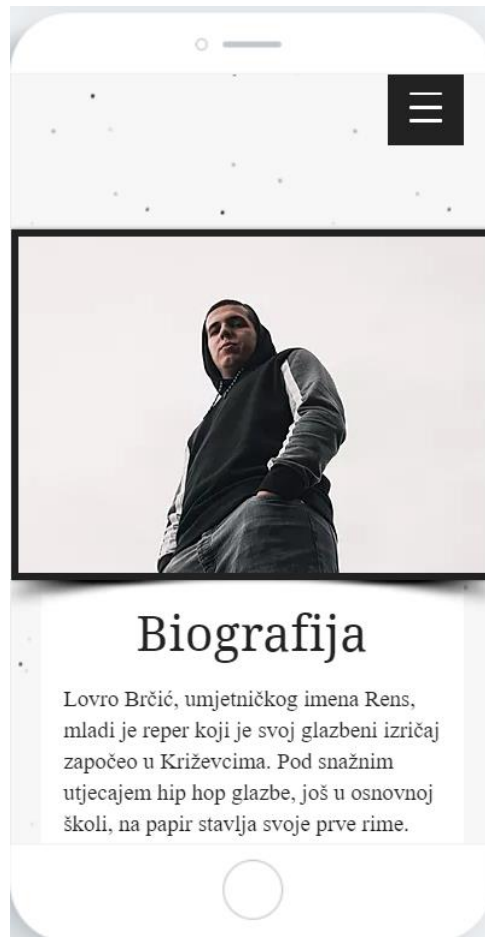 Biografija
Lovro Brčić, umjetničkog imena Rens,
mladi je reper koji je svoj glazbeni izričaj
započeo u Križevcima. Pod snažnim
utjecajem hip hop glazbe, još u osnovnoj
školi, na papir stavlja svoje prve rime.